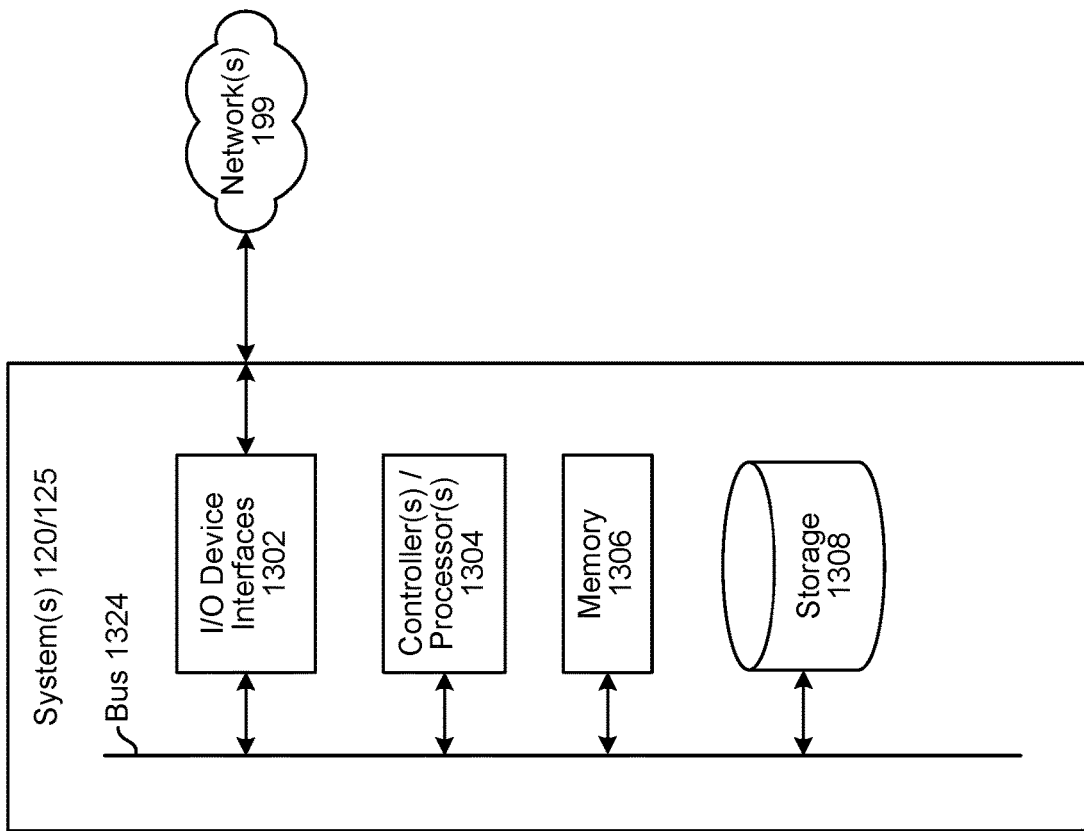 System(s) 120/125
Bus 1324
I/O Device
Interfaces
1302
Controller(s) /
Processor(s)
1304
Memory
1306
Storage
1308
Network(s)
199